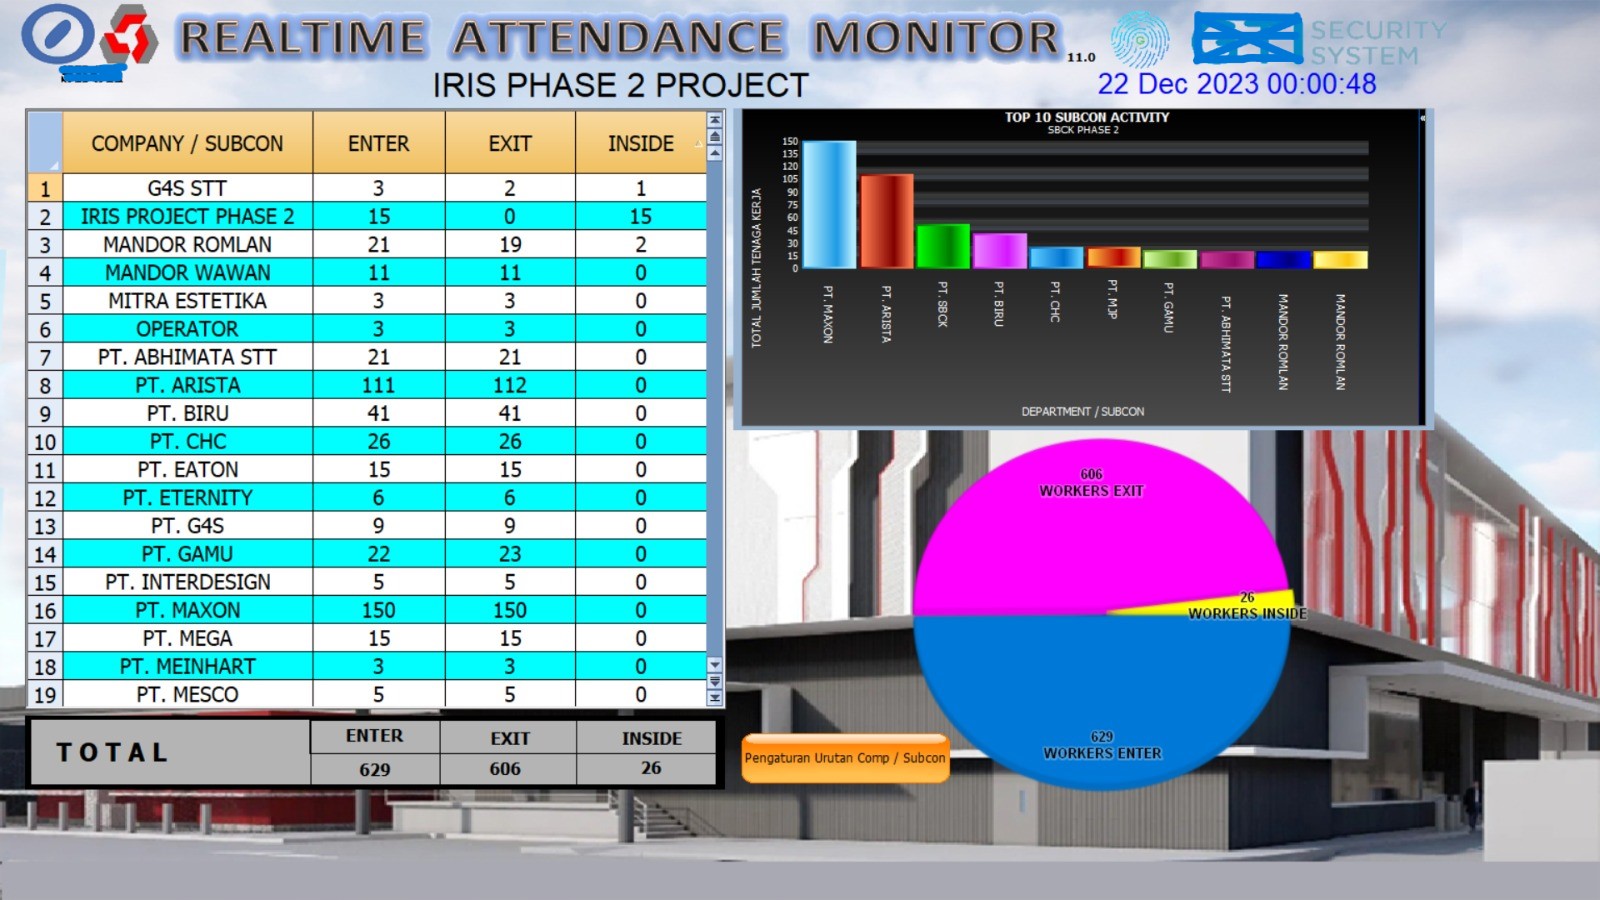 REALTIME ATTENDANCE MONITOR 11.0
SECURITY
SYSTEM
IRIS PHASE 2 PROJECT
22 Dec 2023 00:00:48
COMPANY / SUBCON ENTER EXIT INSIDE
1 G4S STT 3 2 1
2 IRIS PROJECT PHASE 2 15 0 15
3 MANDOR ROMLAN 21 19 2
4 MANDOR WAWAN 11 11 0
5 MITRA ESTETIKA 3 3 0
6 OPERATOR 3 3 0
7 PT. ABHIMATA STT 21 21 0
8 PT. ARISTA 111 112 0
9 PT. BIRU 41 41 0
10 PT. CHC 26 26 0
11 PT. EATON 15 15 0
12 PT. ETERNITY 6 6 0
13 PT. G4S 9 9 0
14 PT. GAMU 22 23 0
15 PT. INTERDESIGN 5 5 0
16 PT. MAXON 150 150 0
17 PT. MEGA 15 15 0
18 PT. MEINHART 3 3 0
19 PT. MESCO 5 5 0
TOTAL
ENTER EXIT INSIDE
629 606 26
TOP 10 SUBCON ACTIVITY
SBCK PHASE 2
TOTAL JUMLAH TENAGA KERJA
150
135
120
105
90
75
60
45
30
15
0
PT. MAXON
PT. ARISTA
PT. SBCK
PT. BIRU
PT. CHC
PT. MJP
PT. GAMU
PT. ABHIMATA STT
MANDOR ROMLAN
MANDOR ROMLAN
DEPARTMENT / SUBCON
606
WORKERS EXIT
26
WORKERS INSIDE
629
WORKERS ENTER
Pengaturan Urutan Comp / Subcon